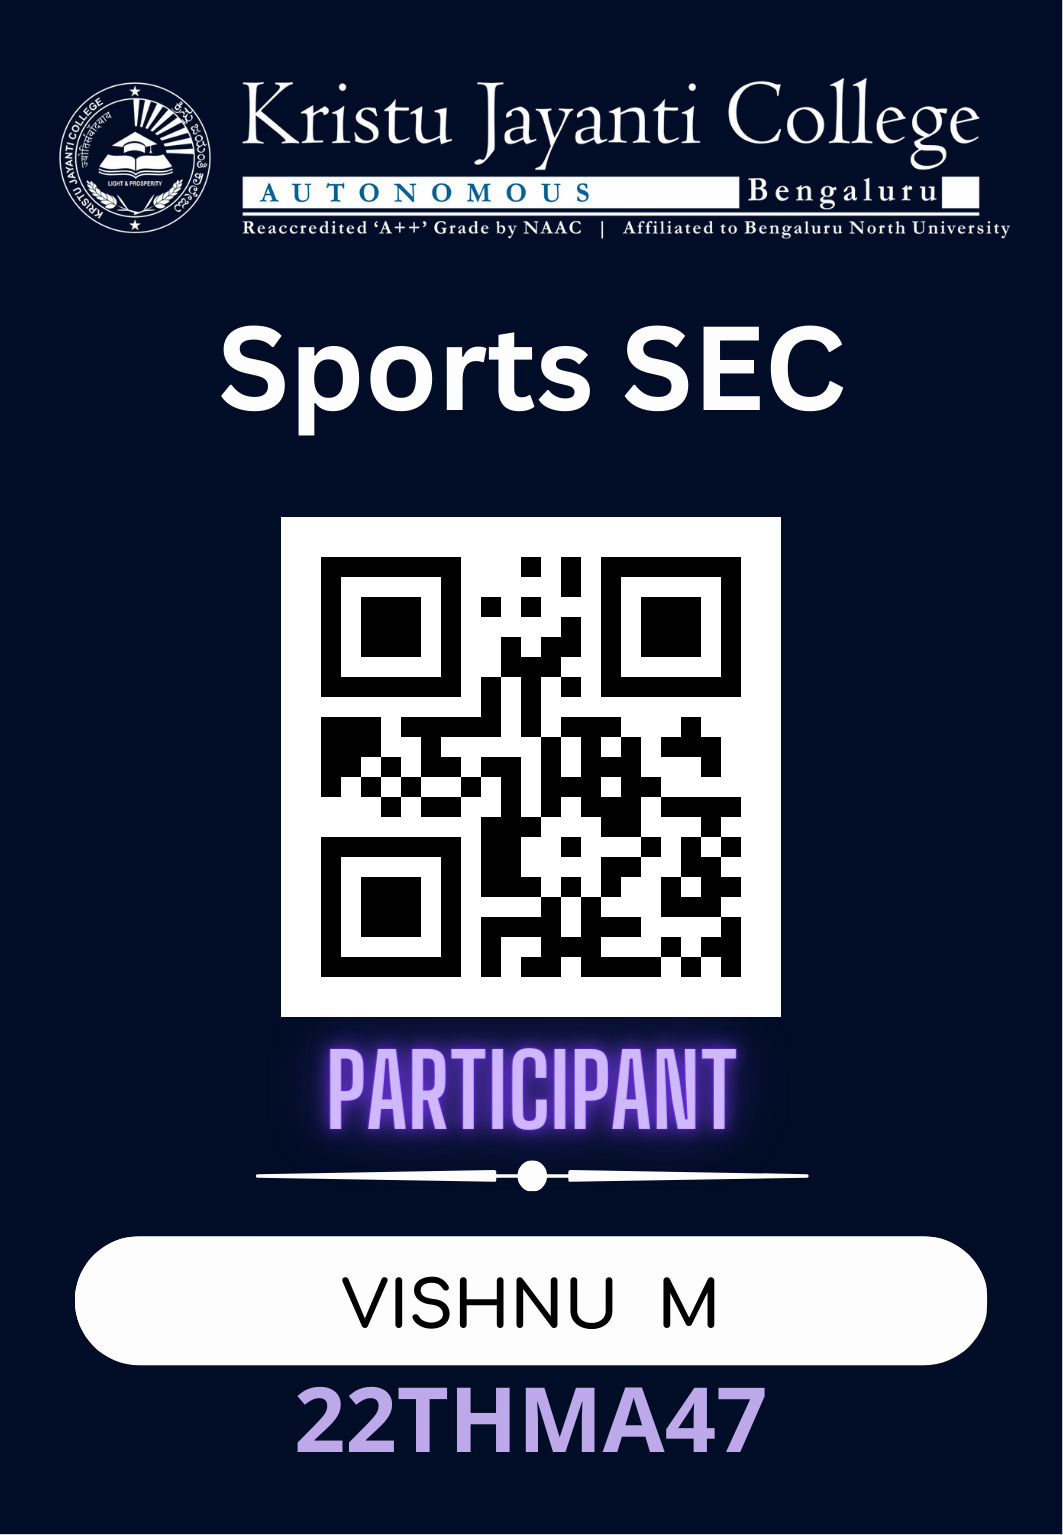 KRISTU JAYANTI COLLEGE
ಕ್ರಿಸ್ತು ಜಯಂತಿ ಕಾಲೇಜು
LIGHT & PROSPERITY
Kristu Jayanti College
AUTONOMOUS Bengaluru
Reaccredited ‘A++’ Grade by NAAC | Affiliated to Bengaluru North University
Sports SEC
PARTICIPANT
VISHNU M
22THMA47